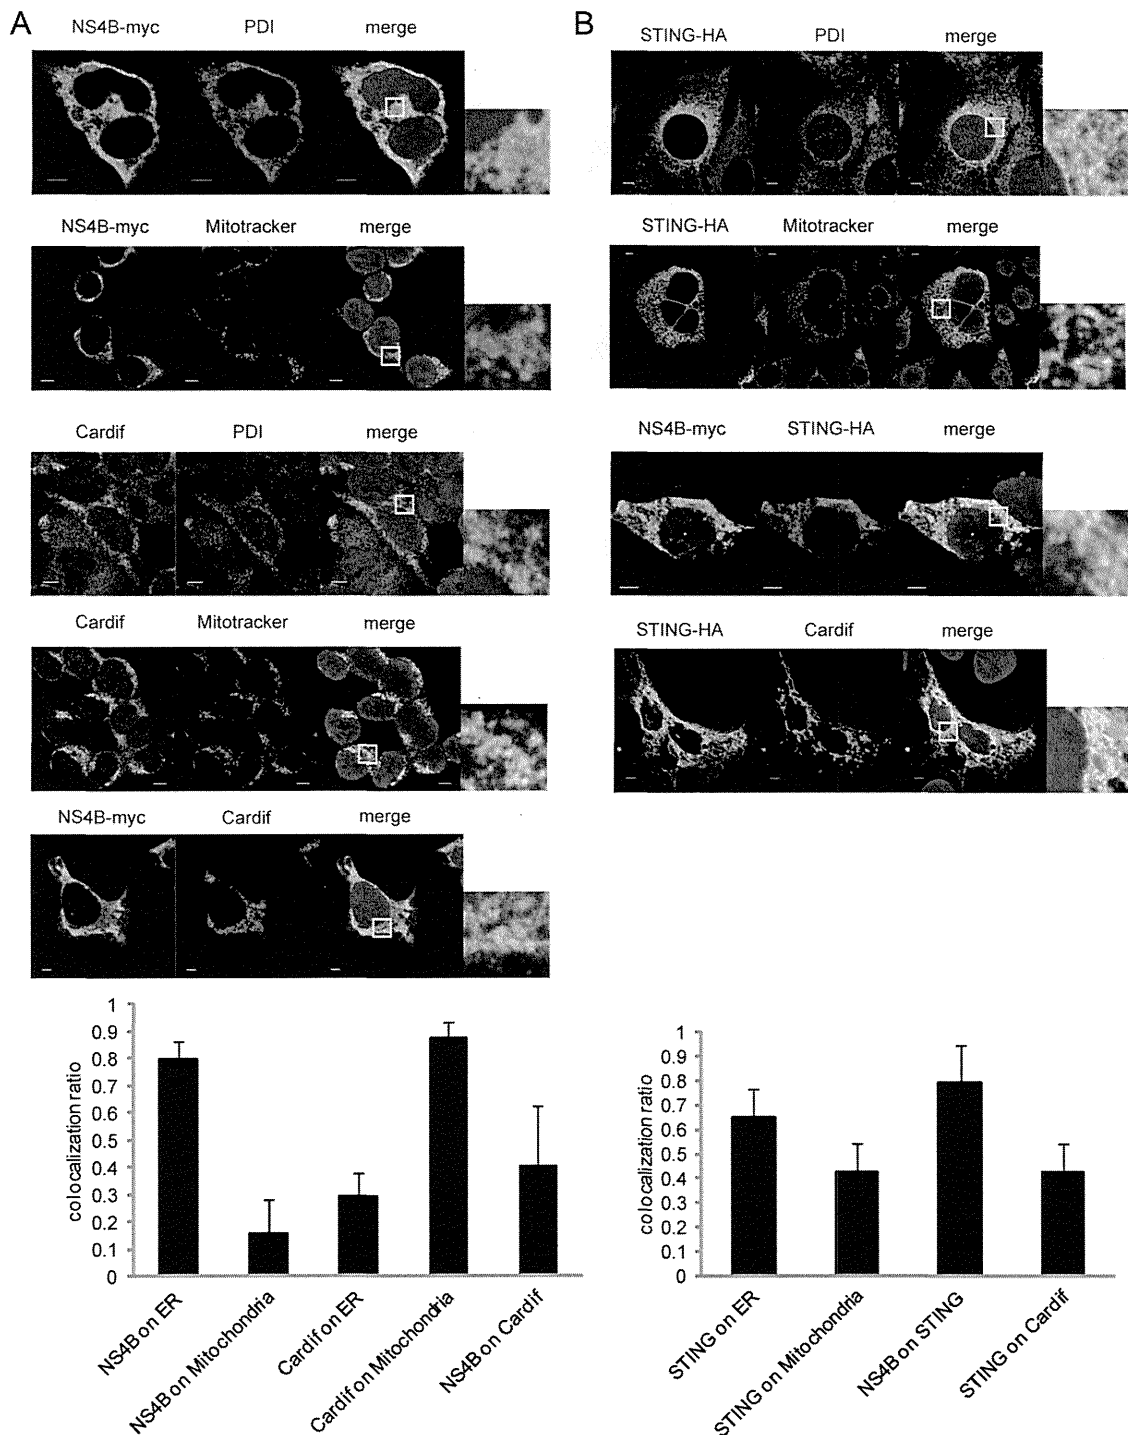 A
NS4B-myc PDI merge
NS4B-myc Mitotracker merge
Cardif PDI merge
Cardif Mitotracker merge
NS4B-myc Cardif merge
1
0.9
0.8
0.7
0.6
0.5
0.4
0.3
0.2
0.1
0
colocalization ratio
NS4B on ER
NS4B on Mitochondria
Cardif on ER
Cardif on Mitochondria
NS4B on Cardif
B
STING-HA PDI merge
STING-HA Mitotracker merge
NS4B-myc STING-HA merge
STING-HA Cardif merge
1
0.9
0.8
0.7
0.6
0.5
0.4
0.3
0.2
0.1
0
colocalization ratio
STING on ER
STING on Mitochondria
NS4B on STING
STING on Cardif